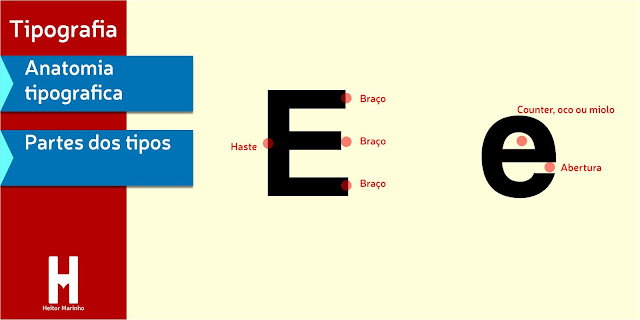 Tipografia
Anatomia
tipografica
Partes dos tipos
E
Haste
Braço
Braço
Braço
e
Counter, oco ou miolo
Abertura
H
Heitor Marinho